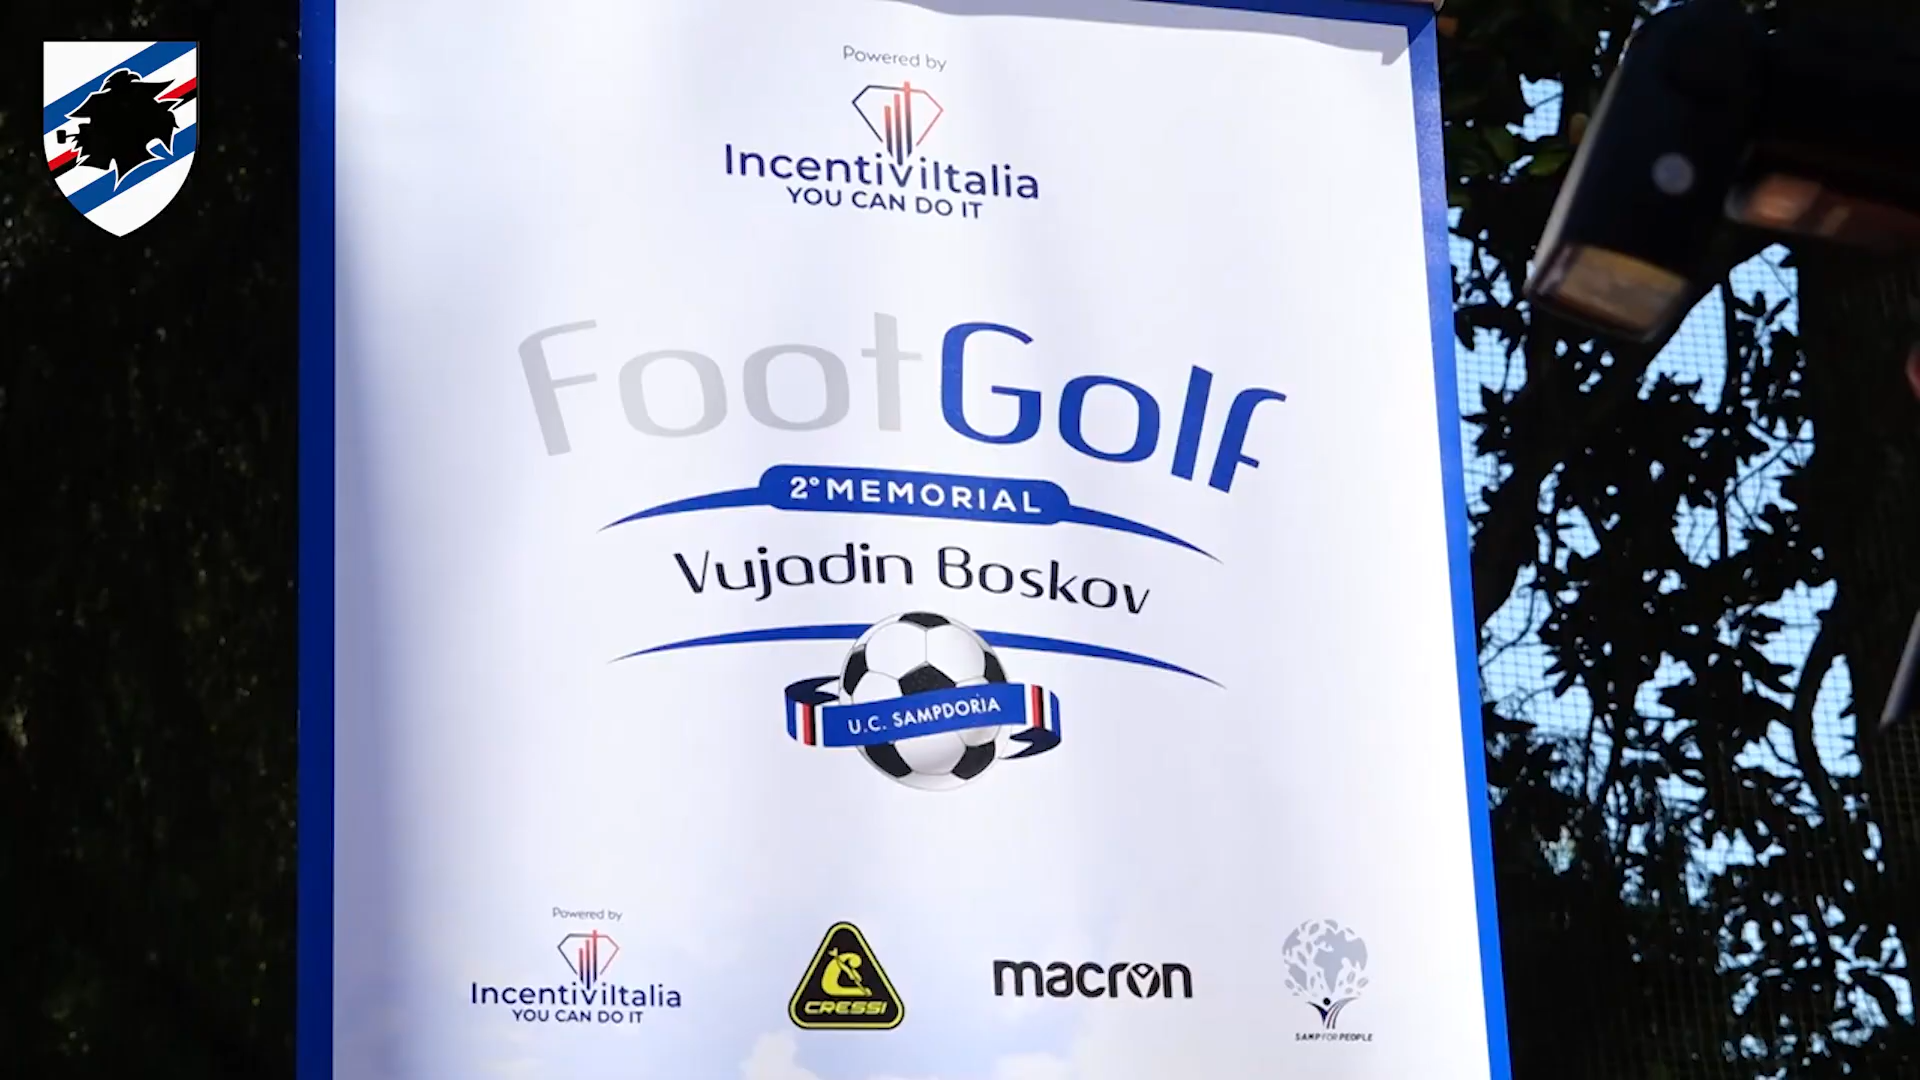 Powered by
IncentiviItalia
YOU CAN DO IT
FootGolf
2° MEMORIAL
Vujadin Boskov
U.C. SAMPDORIA
Powered by
IncentiviItalia
YOU CAN DO IT
CRESSI
macron
SAMP FOR PEOPLE